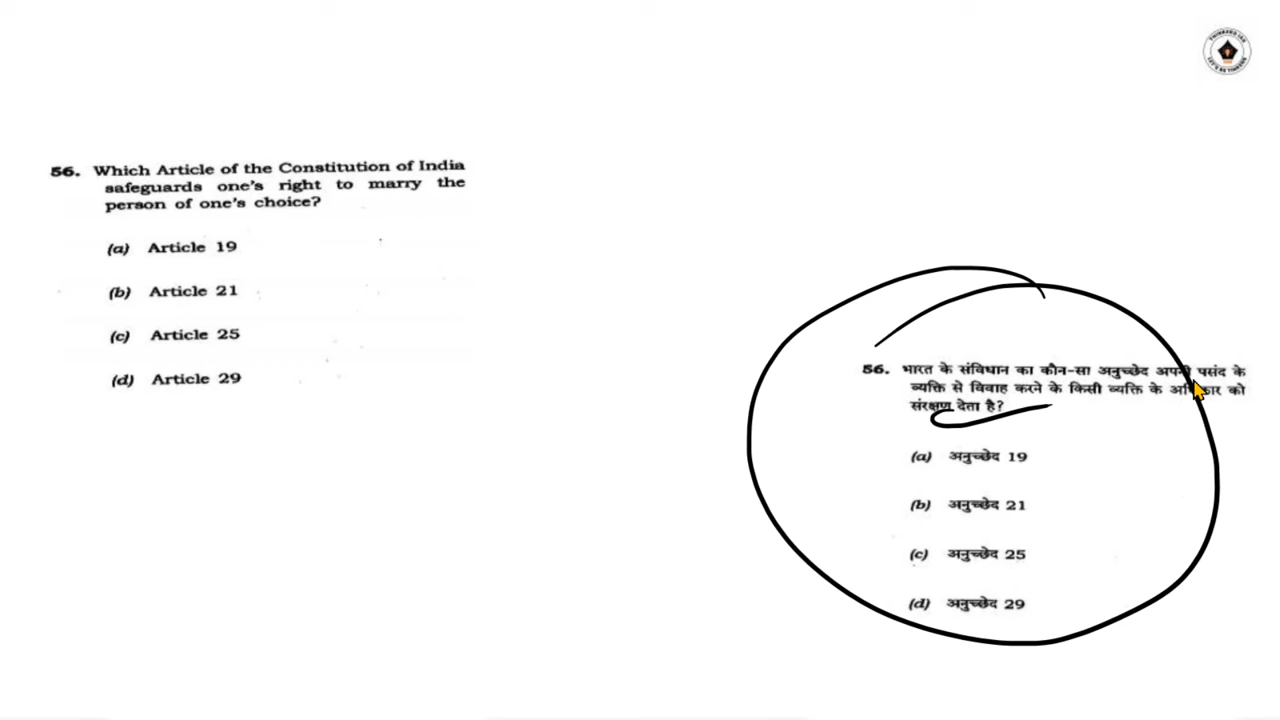 56. Which Article of the Constitution of India
safeguards one's right to marry the
person of one's choice?
(a) Article 19
(b) Article 21
(c) Article 25
(d) Article 29
56. भारत के संविधान का कौन-सा अनुच्छेद अपनी पसंद के
व्यक्ति से विवाह करने के किसी व्यक्ति के अधिकार को
संरक्षण देता है?
(a) अनुच्छेद 19
(b) अनुच्छेद 21
(c) अनुच्छेद 25
(d) अनुच्छेद 29